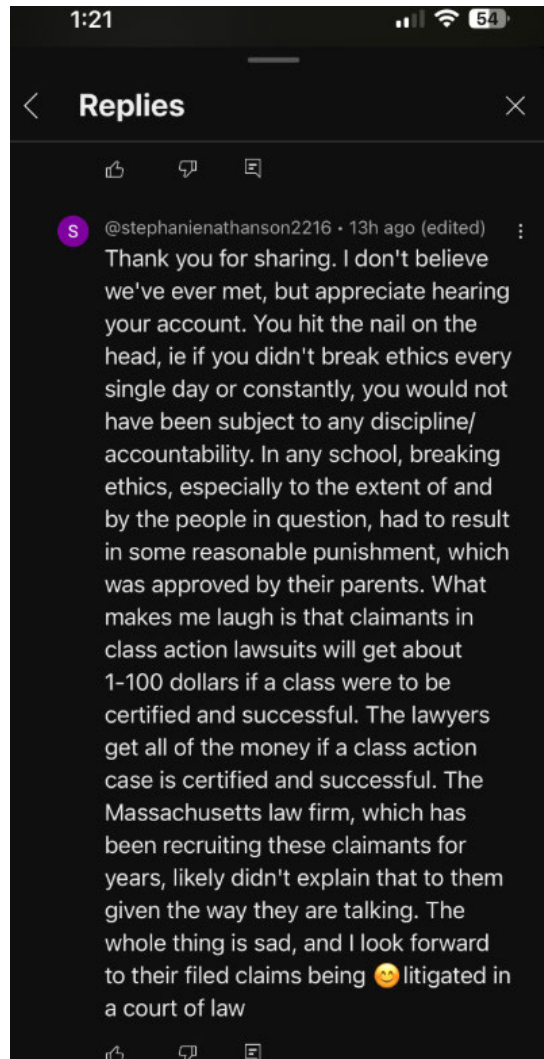 1:21
54
Replies
S
@stephanienathanson2216 • 13h ago (edited)
Thank you for sharing. I don't believe
we've ever met, but appreciate hearing
your account. You hit the nail on the
head, ie if you didn't break ethics every
single day or constantly, you would not
have been subject to any discipline/
accountability. In any school, breaking
ethics, especially to the extent of and
by the people in question, had to result
in some reasonable punishment, which
was approved by their parents. What
makes me laugh is that claimants in
class action lawsuits will get about
1-100 dollars if a class were to be
certified and successful. The lawyers
get all of the money if a class action
case is certified and successful. The
Massachusetts law firm, which has
been recruiting these claimants for
years, likely didn't explain that to them
given the way they are talking. The
whole thing is sad, and I look forward
to their filed claims being 😊litigated in
a court of law